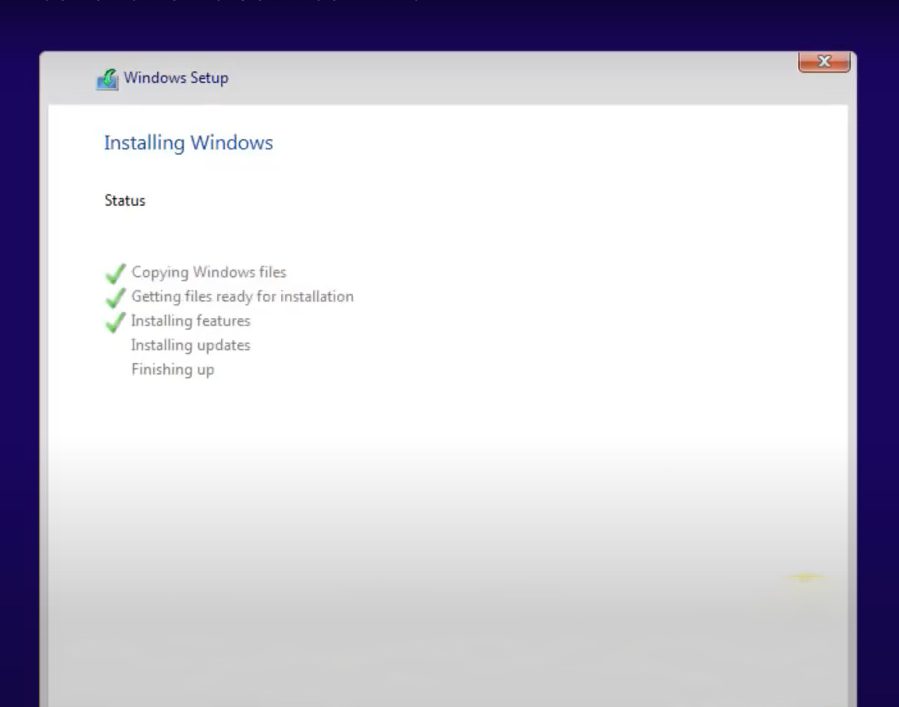 Windows Setup
Installing Windows
Status
Copying Windows files
Getting files ready for installation
Installing features
Installing updates
Finishing up